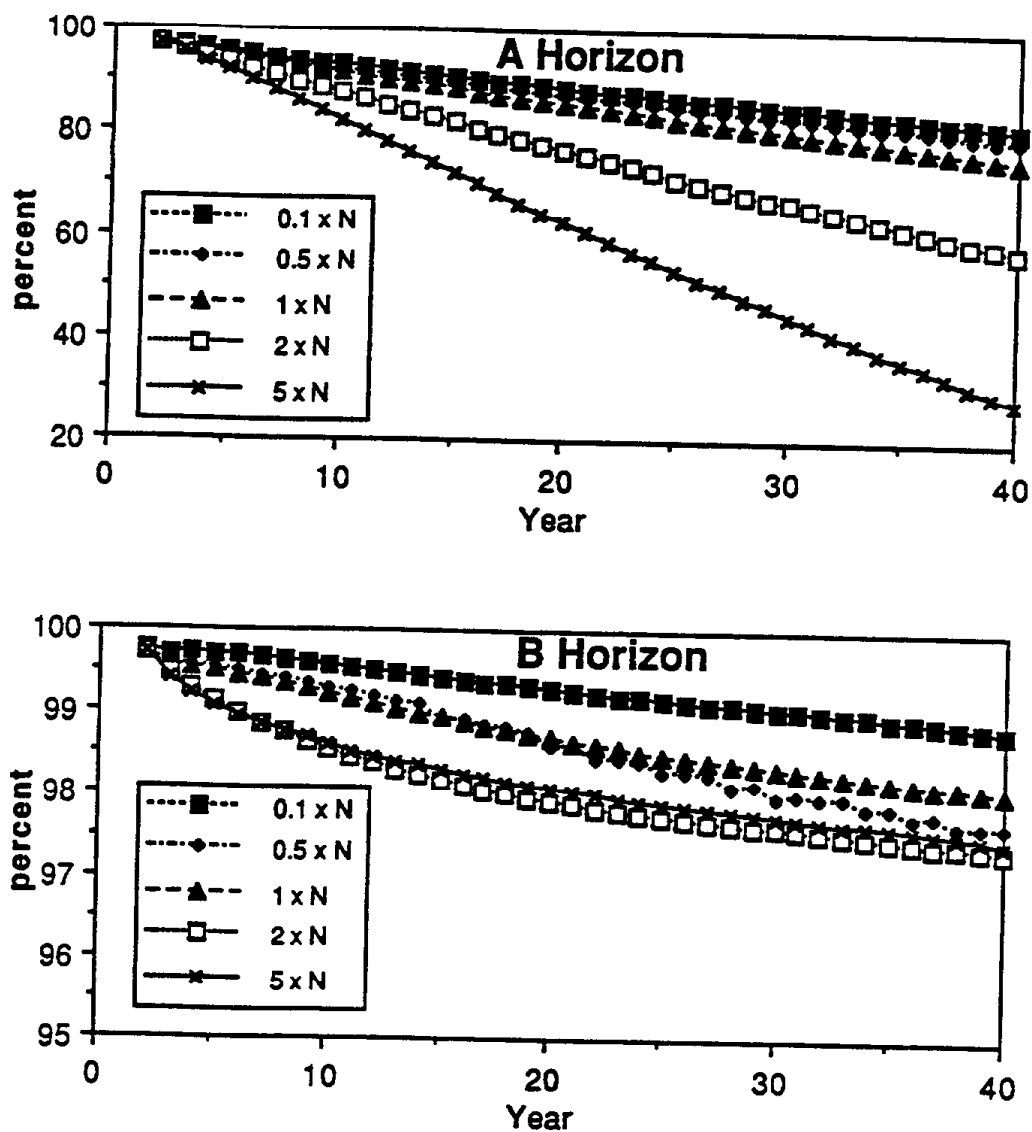 A Horizon
100
80
60
40
20
percent
0.1 x N
0.5 x N
1 x N
2 x N
5 x N
0 10 20 30 40
Year
B Horizon
100
99
98
97
96
95
percent
0.1 x N
0.5 x N
1 x N
2 x N
5 x N
0 10 20 30 40
Year